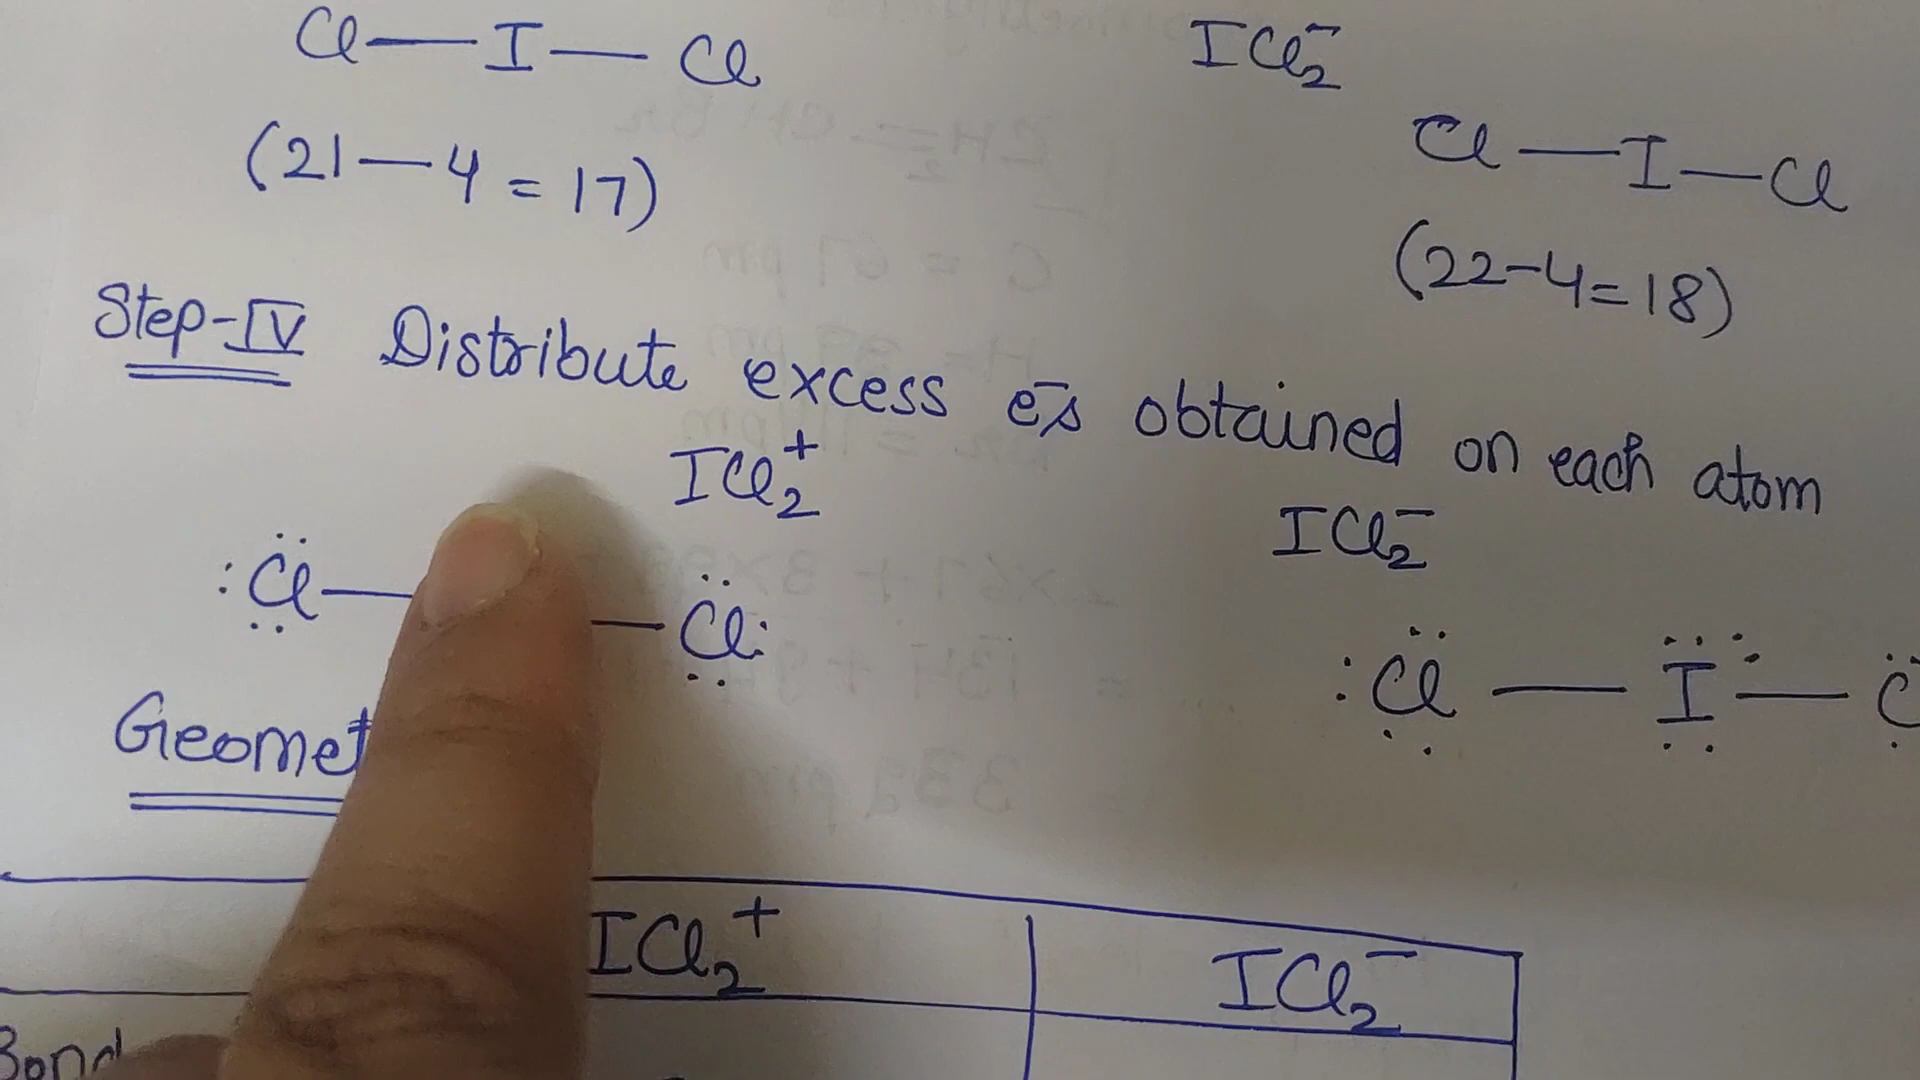 Cl—I—Cl
ICl₂⁻
(21—4=17)
Cl—I—Cl
(22-4=18)
Step-IV Distribute excess e⁻s obtained on each atom
ICl₂⁺
ICl₂⁻
:Cl— —Cl:
:Cl—I—C
Geomet
ICl₂⁺
ICl₂⁻
Bond